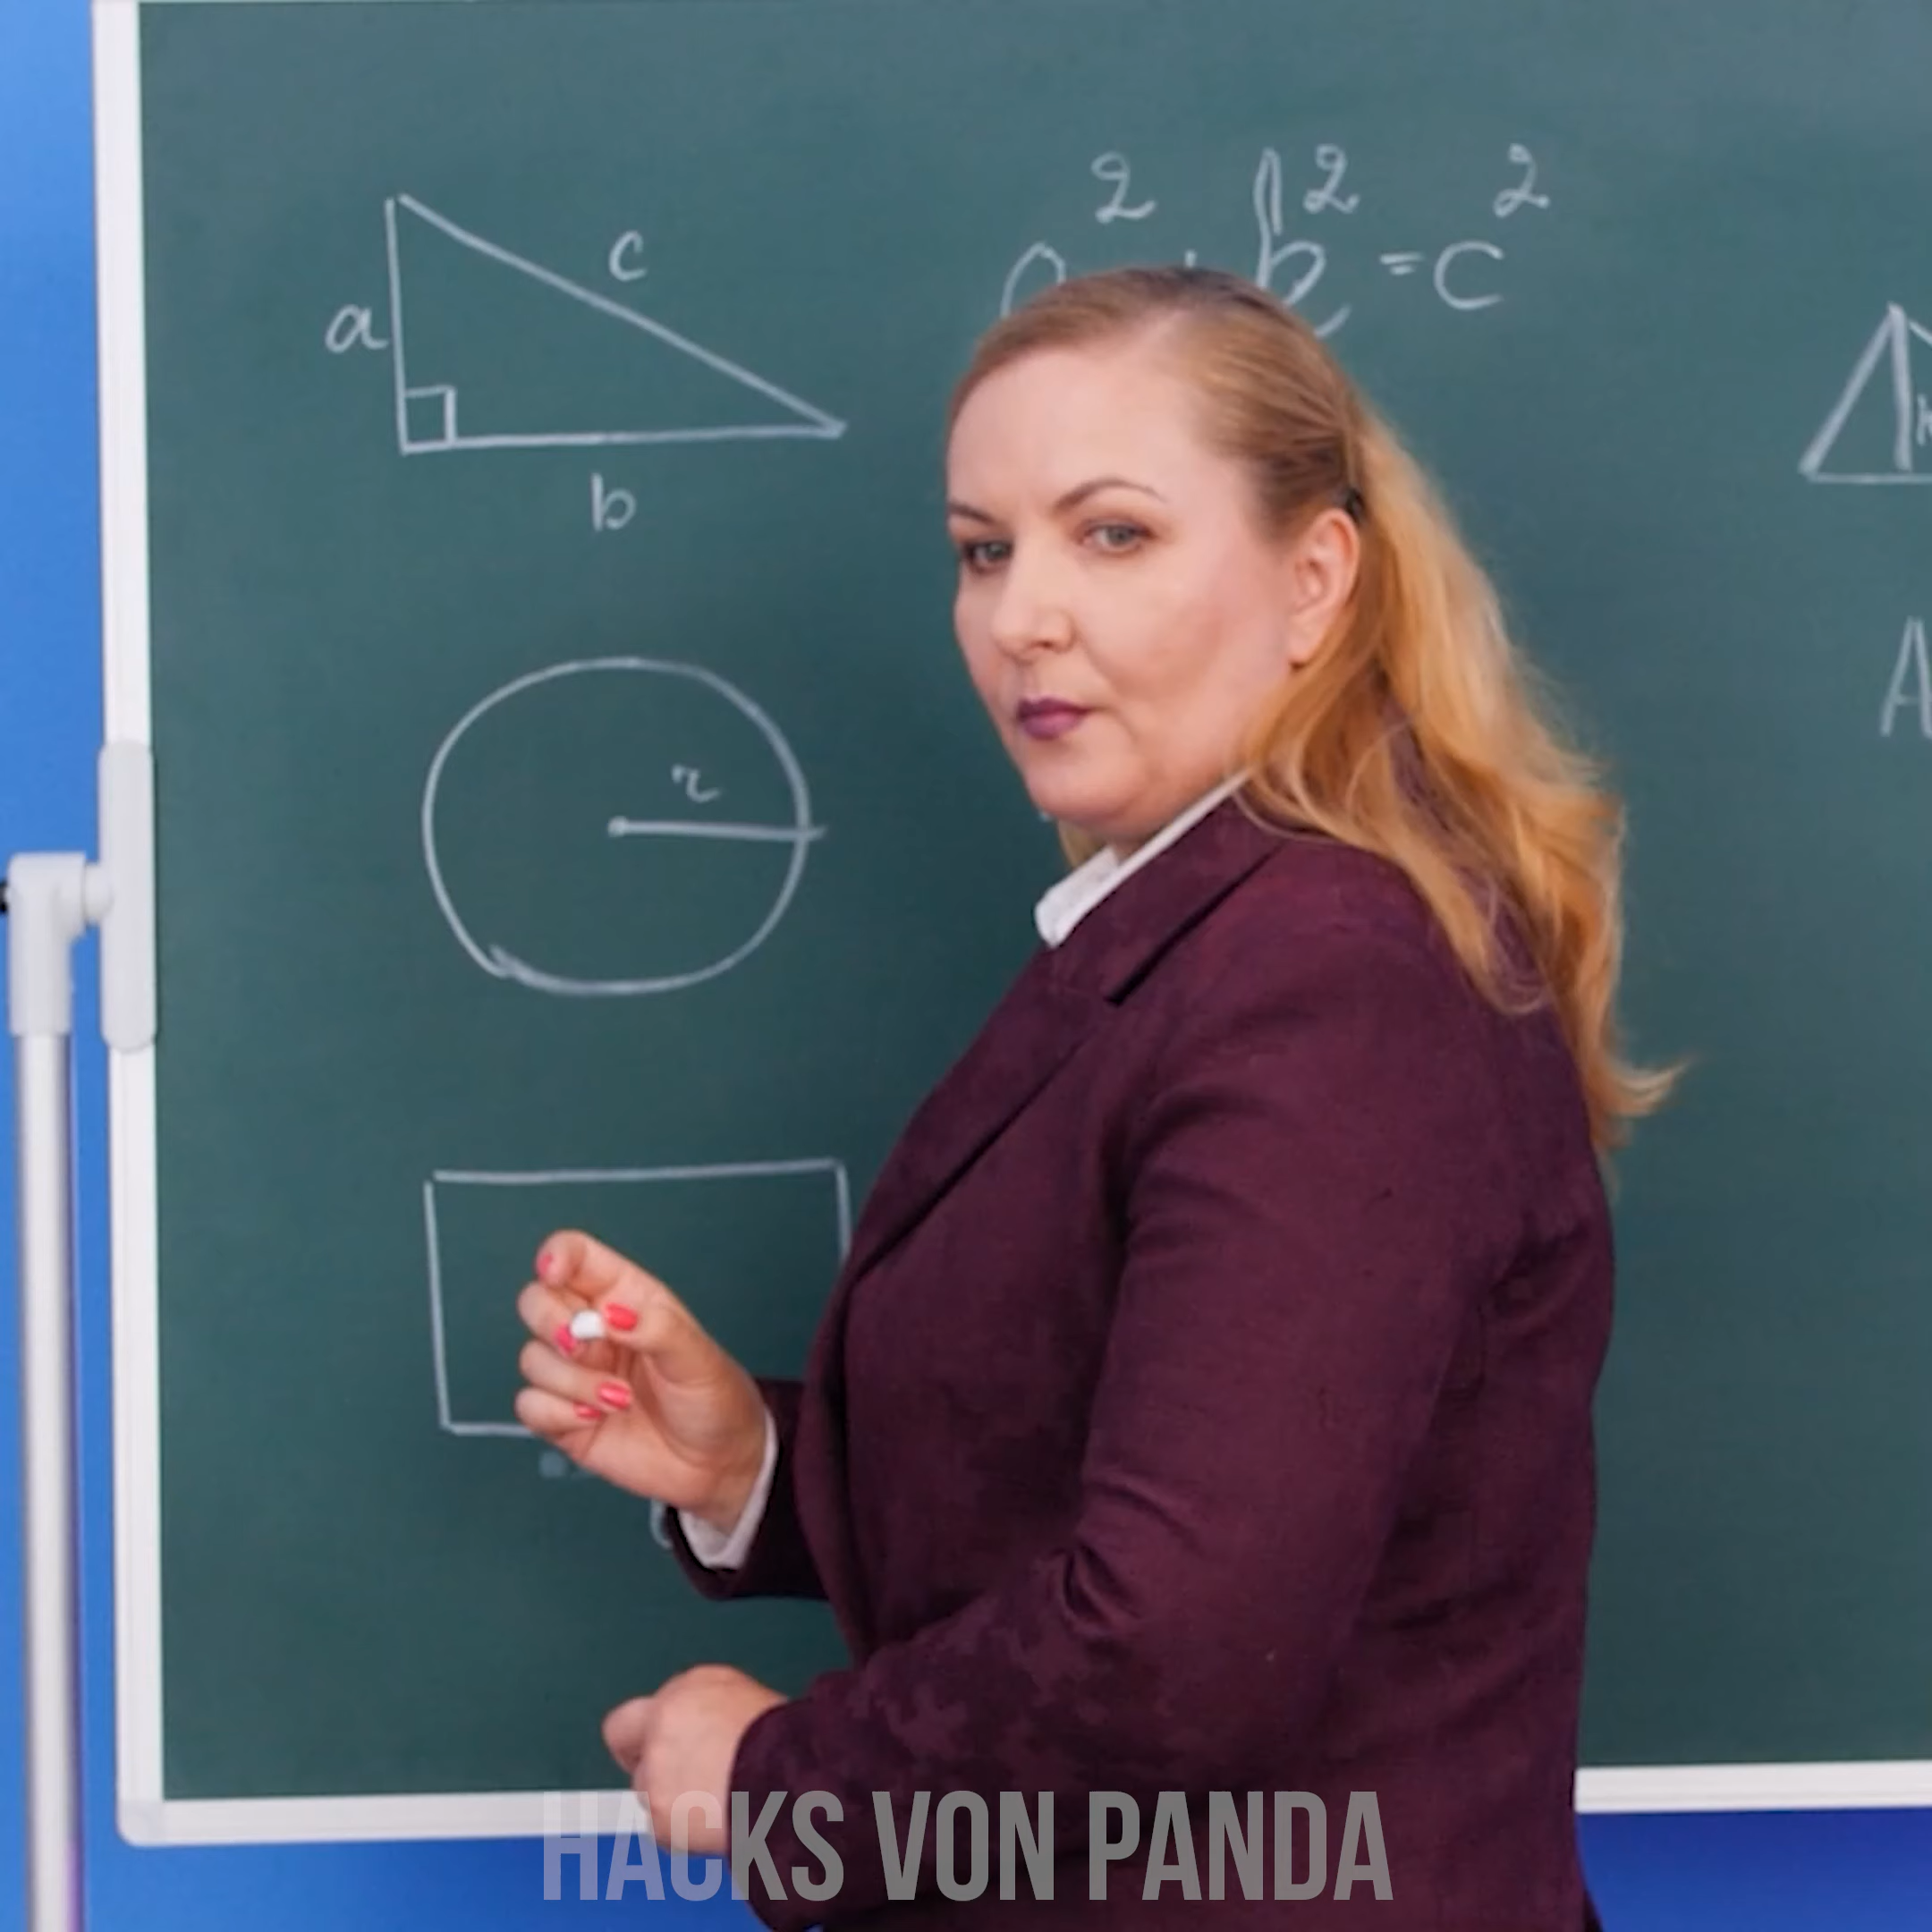 a² + b² = c²
c
a
b
r
h
A
HACKS VON PANDA